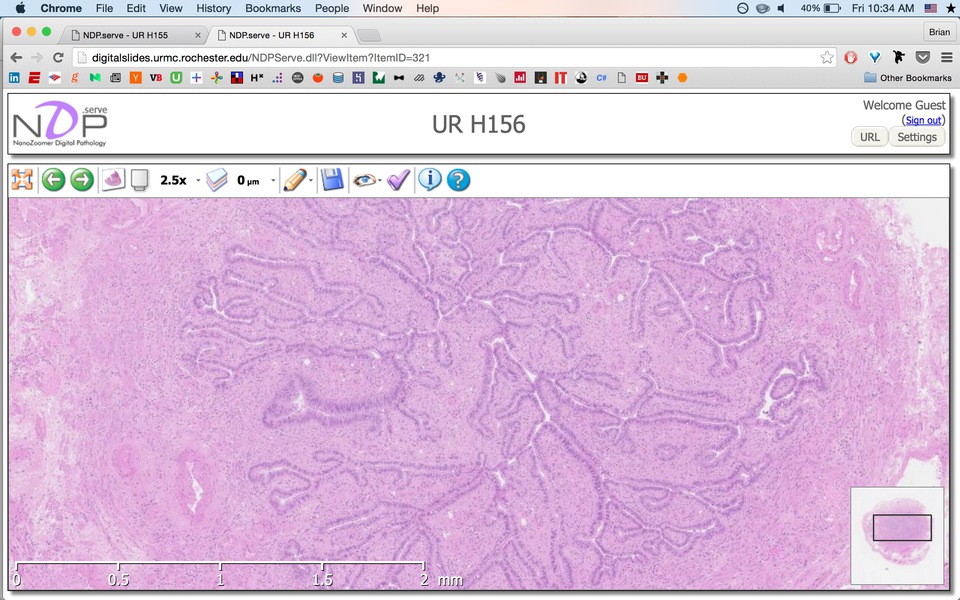 Chrome File Edit View History Bookmarks People Window Help 40% Fri 10:34 AM
NDP.serve - UR H155 NDP.serve - UR H156 Brian
digitalslides.urmc.rochester.edu/NDPServe.dll?ViewItem?ItemID=321
Other Bookmarks
NDP .serve
NanoZoomer Digital Pathology
UR H156
Welcome Guest
(Sign out)
URL Settings
2.5x 0 µm
0 0.5 1 1.5 2 mm